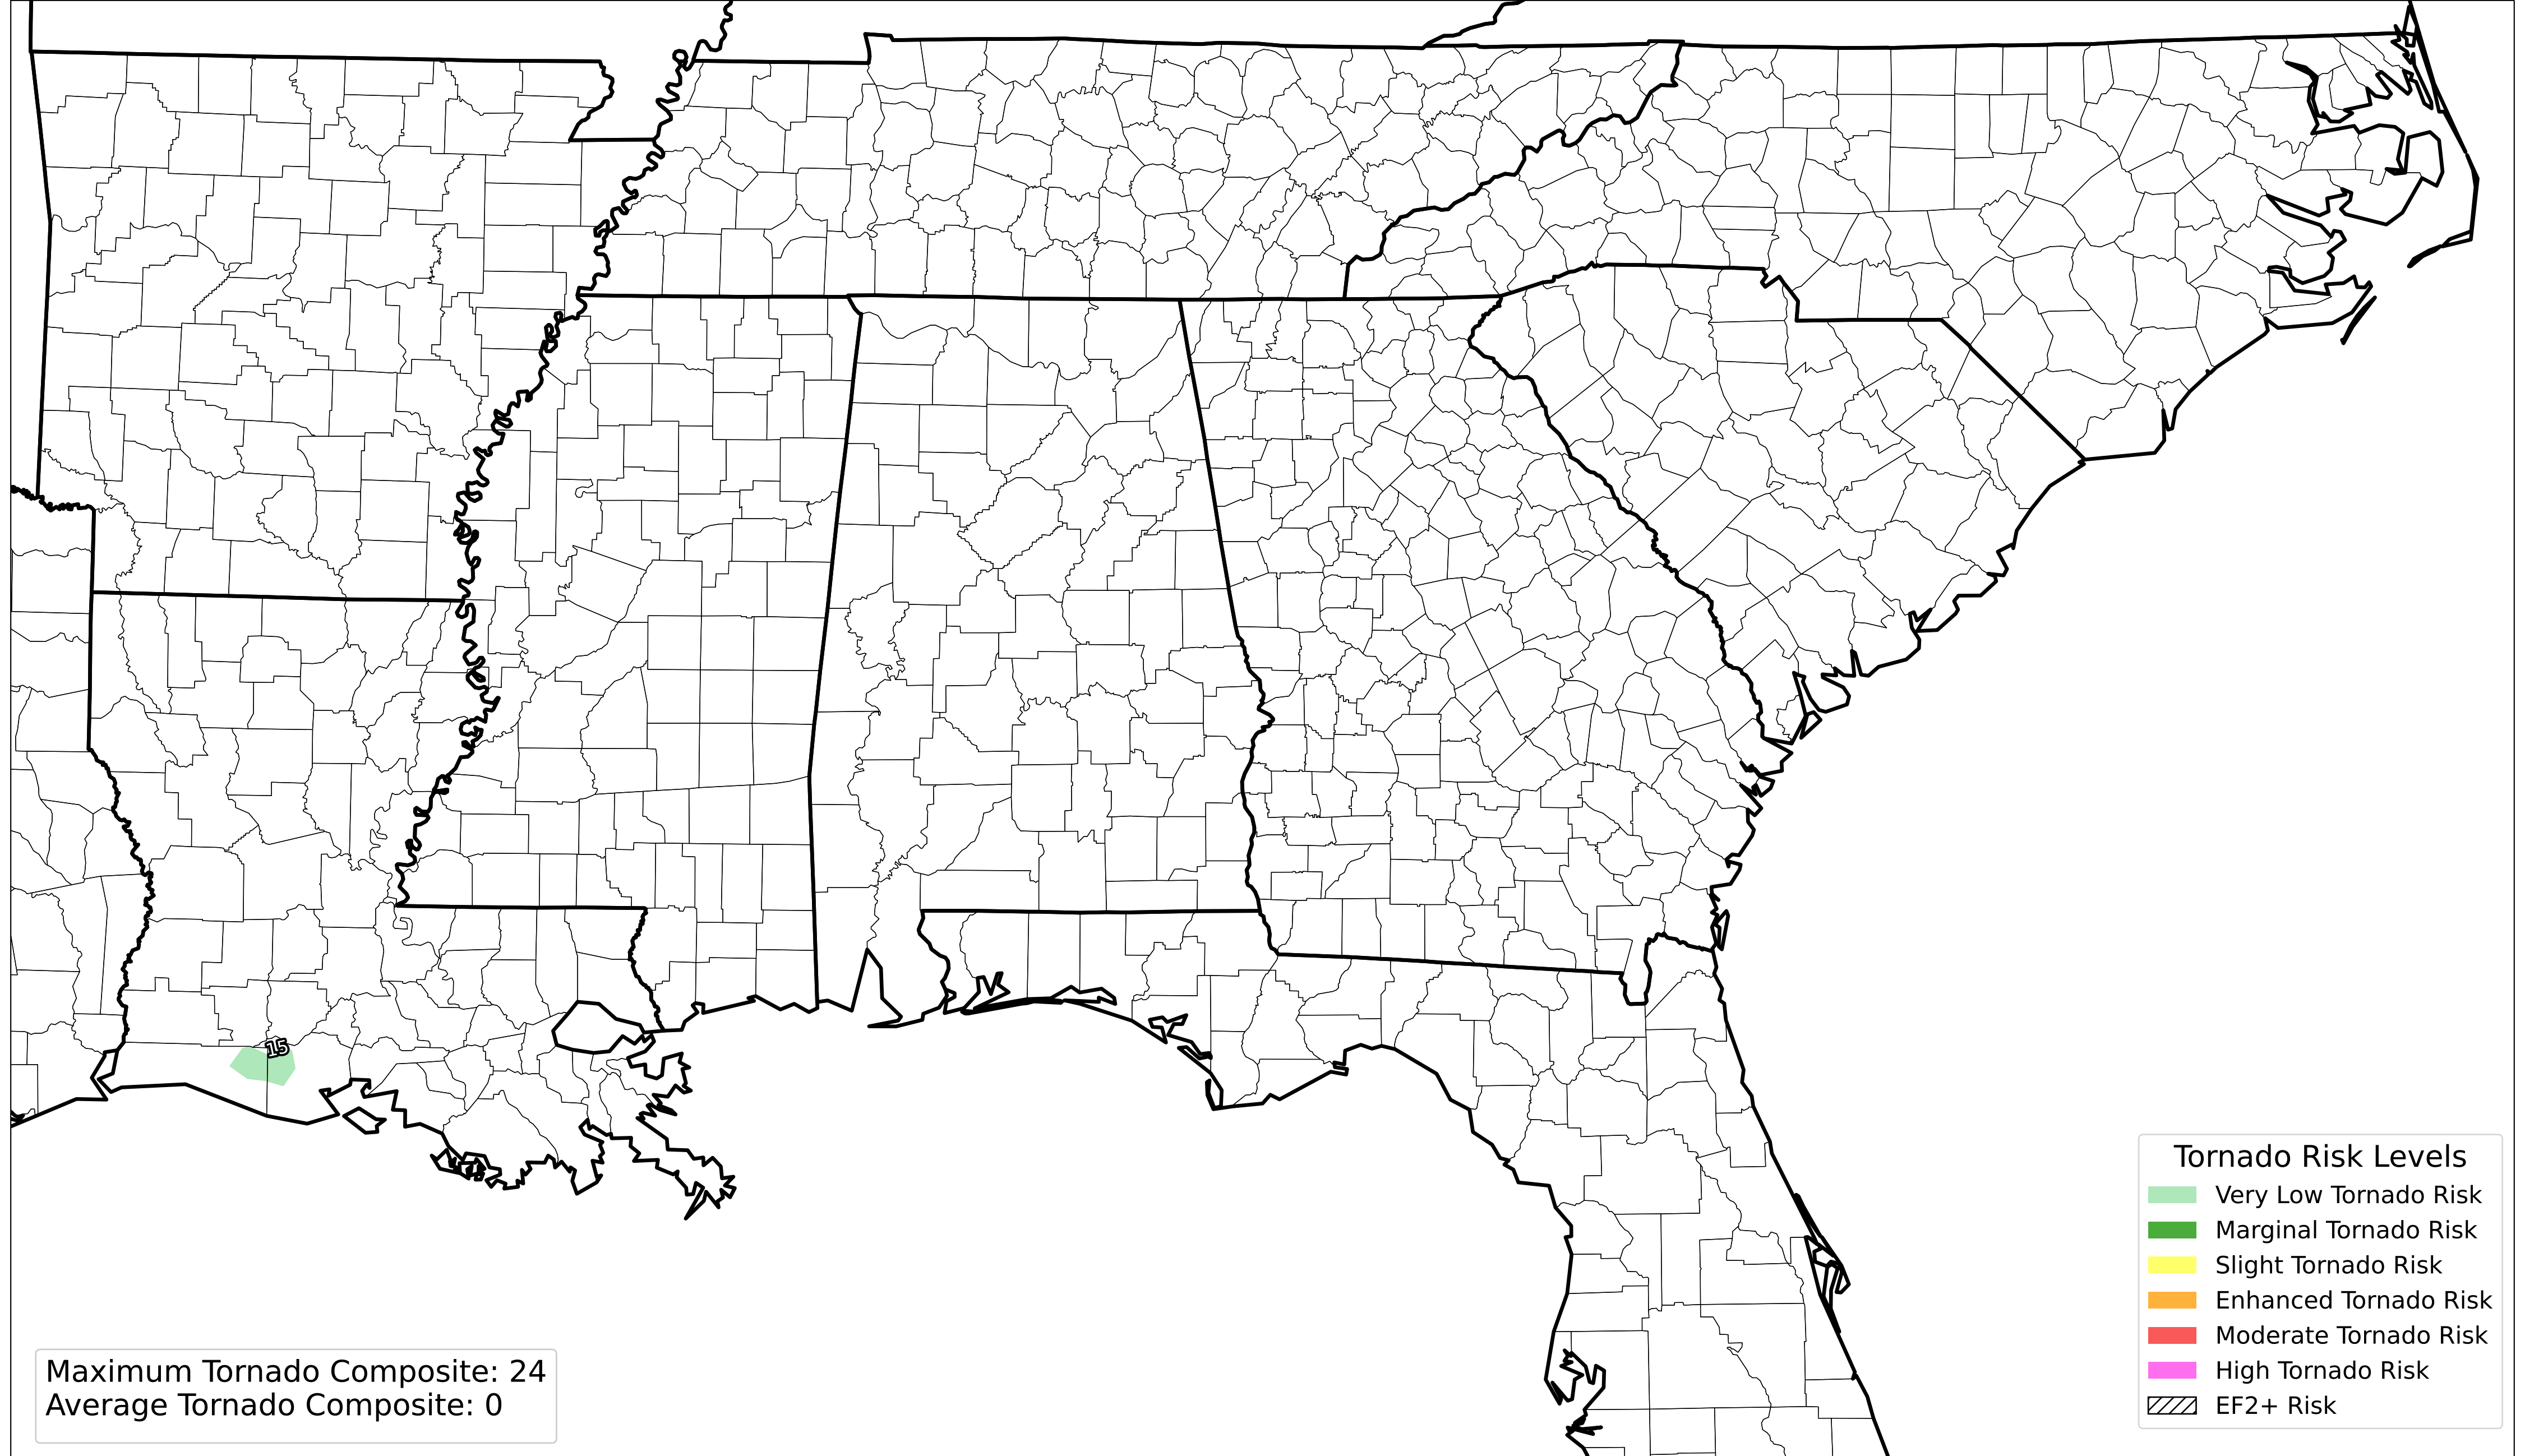 15
Tornado Risk Levels
Very Low Tornado Risk
Marginal Tornado Risk
Slight Tornado Risk
Enhanced Tornado Risk
Moderate Tornado Risk
High Tornado Risk
EF2+ Risk
Maximum Tornado Composite: 24
Average Tornado Composite: 0